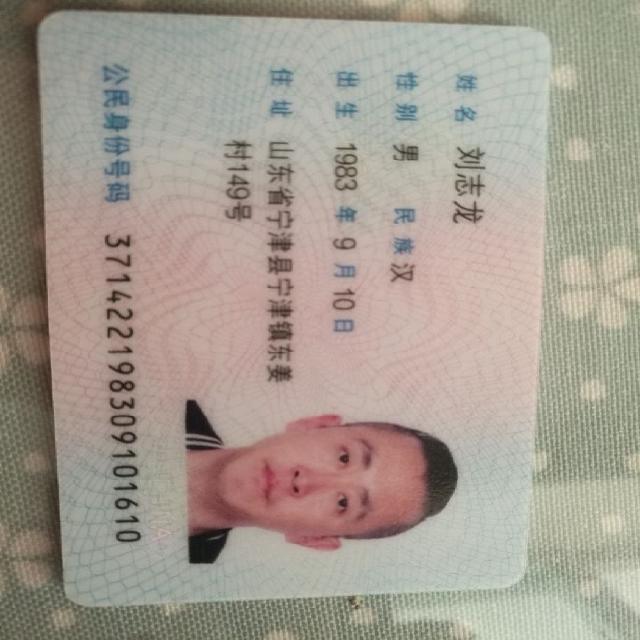 姓名 刘志龙
性别 男 民族 汉
出生 1983 年 9 月 10 日
住址 山东省宁津县宁津镇东姜
村149号
公民身份号码 371422198309101610